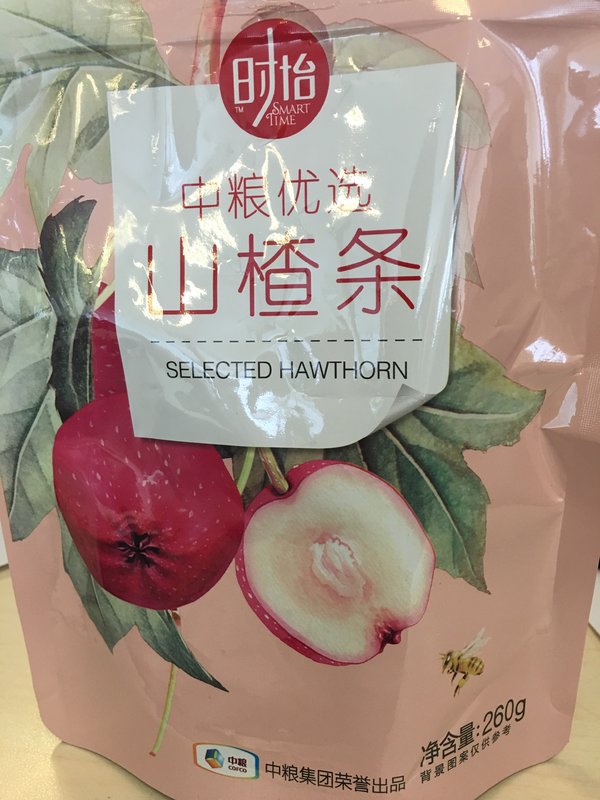 时怡
TM
SMART
TIME
中粮优选
山楂条
SELECTED HAWTHORN
净含量:260g
背景图案仅供参考
中粮
COFCO
中粮集团荣誉出品